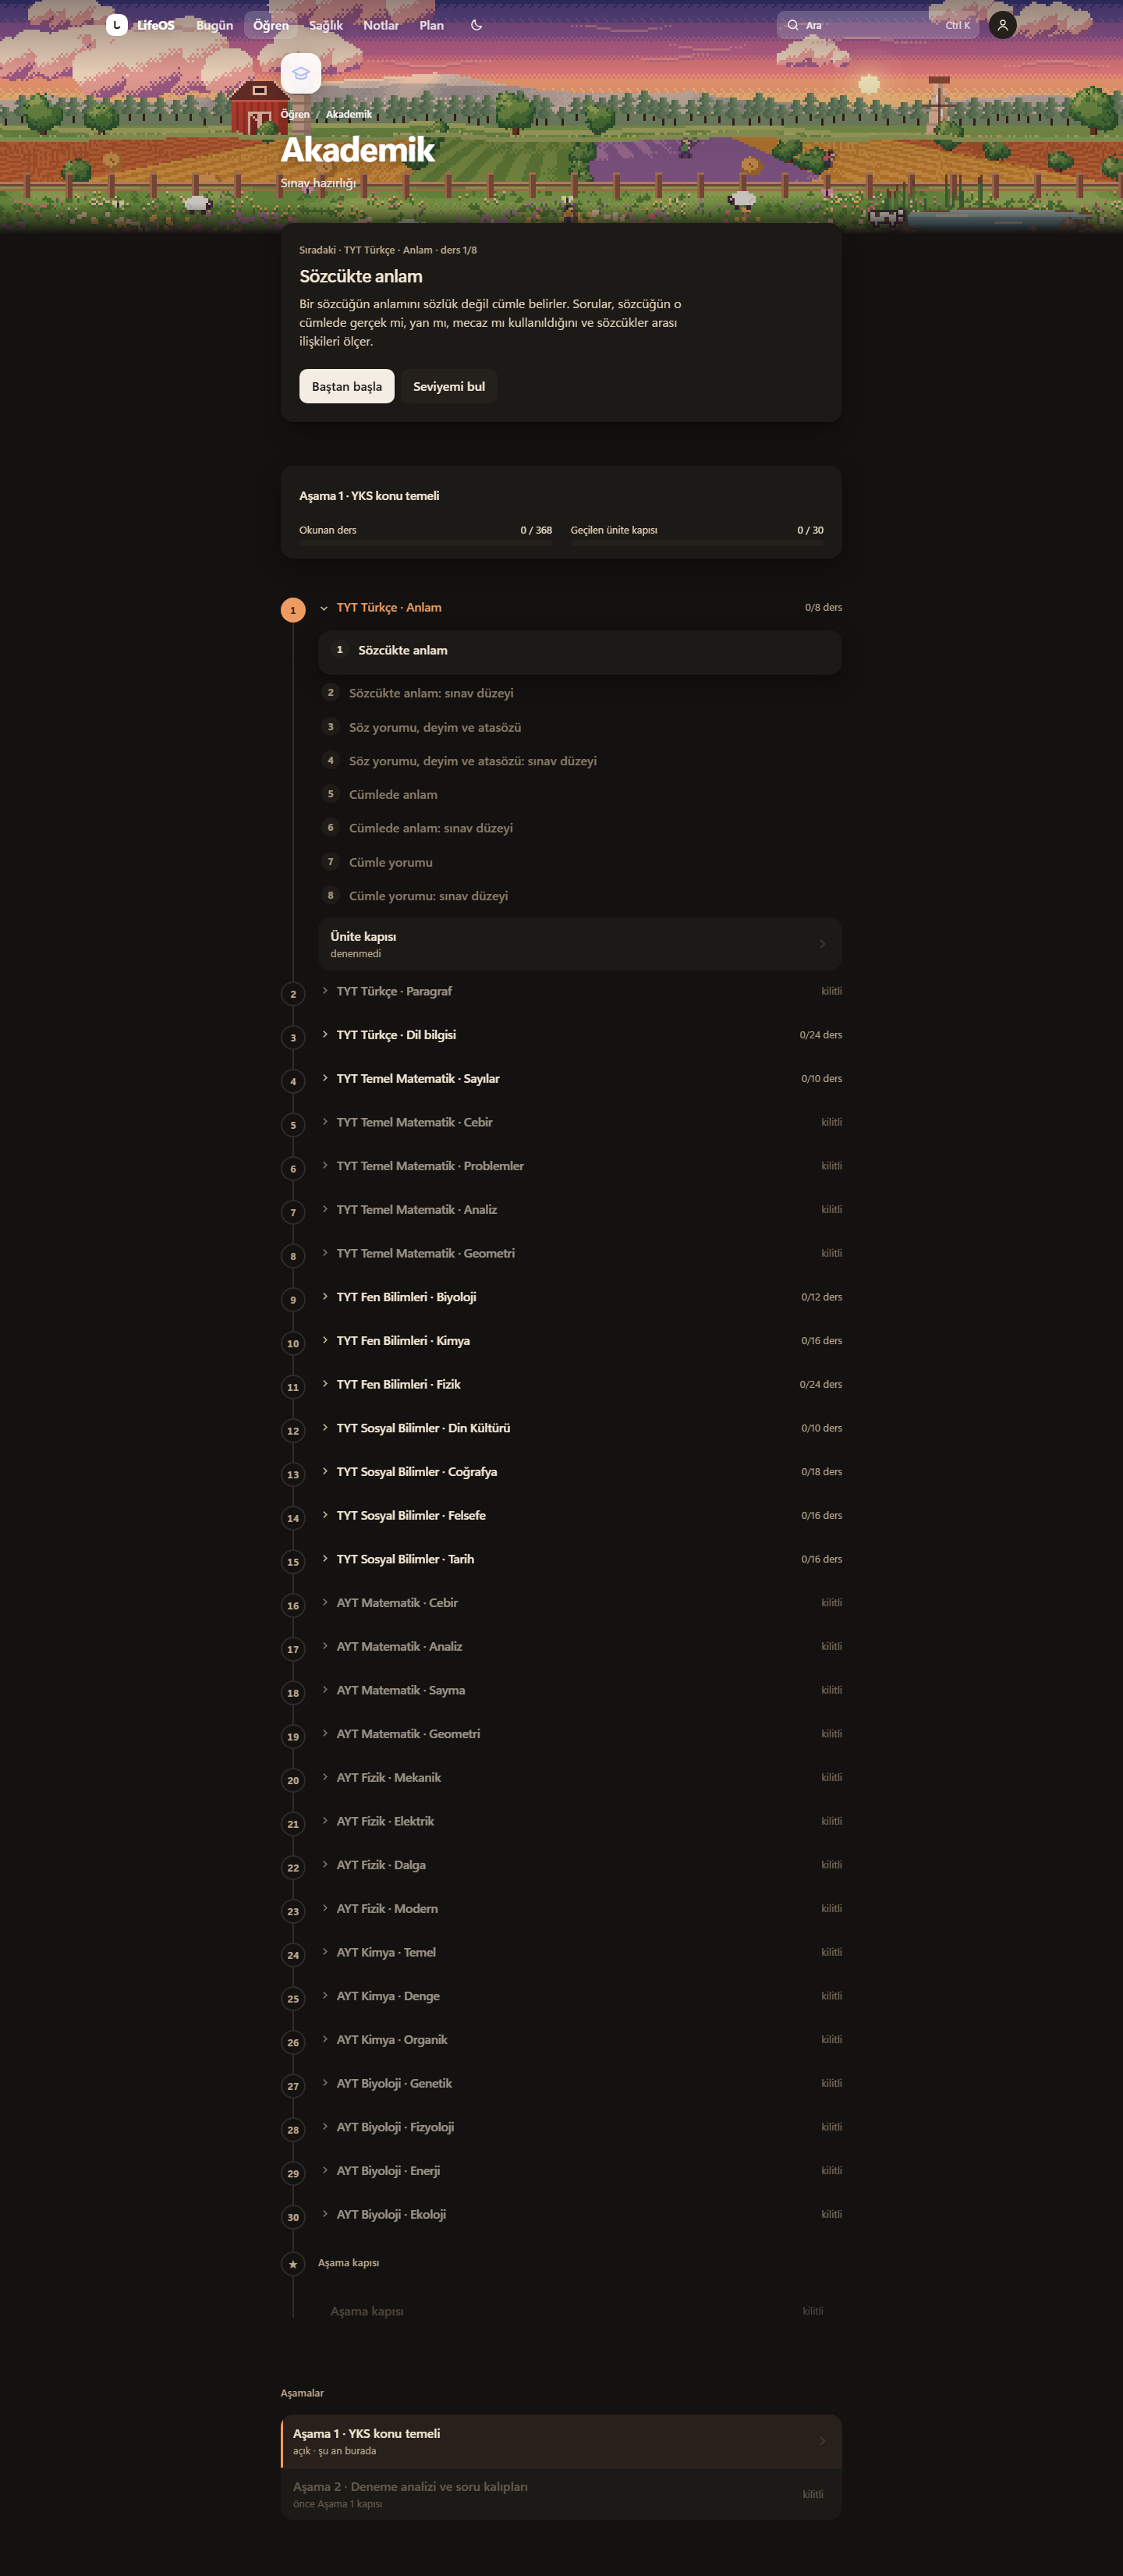 LifeOS
Bugün
Öğren
Sağlık
Notlar
Plan
Ara
Ctrl K
Öğren / Akademik
Akademik
Sınav hazırlığı
Sıradaki · TYT Türkçe · Anlam · ders 1/8
Sözcükte anlam
Bir sözcüğün anlamını sözlük değil cümle belirler. Sorular, sözcüğün o
cümlede gerçek mi, yan mı, mecaz mı kullanıldığını ve sözcükler arası
ilişkileri ölçer.
Baştan başla
Seviyemi bul
Aşama 1 · YKS konu temeli
Okunan ders 0 / 368
Geçilen ünite kapısı 0 / 30
1 TYT Türkçe · Anlam 0/8 ders
1 Sözcükte anlam
2 Sözcükte anlam: sınav düzeyi
3 Söz yorumu, deyim ve atasözü
4 Söz yorumu, deyim ve atasözü: sınav düzeyi
5 Cümlede anlam
6 Cümlede anlam: sınav düzeyi
7 Cümle yorumu
8 Cümle yorumu: sınav düzeyi
Ünite kapısı
denenmedi
2 TYT Türkçe · Paragraf kilitli
3 TYT Türkçe · Dil bilgisi 0/24 ders
4 TYT Temel Matematik · Sayılar 0/10 ders
5 TYT Temel Matematik · Cebir kilitli
6 TYT Temel Matematik · Problemler kilitli
7 TYT Temel Matematik · Analiz kilitli
8 TYT Temel Matematik · Geometri kilitli
9 TYT Fen Bilimleri · Biyoloji 0/12 ders
10 TYT Fen Bilimleri · Kimya 0/16 ders
11 TYT Fen Bilimleri · Fizik 0/24 ders
12 TYT Sosyal Bilimler · Din Kültürü 0/10 ders
13 TYT Sosyal Bilimler · Coğrafya 0/18 ders
14 TYT Sosyal Bilimler · Felsefe 0/16 ders
15 TYT Sosyal Bilimler · Tarih 0/16 ders
16 AYT Matematik · Cebir kilitli
17 AYT Matematik · Analiz kilitli
18 AYT Matematik · Sayma kilitli
19 AYT Matematik · Geometri kilitli
20 AYT Fizik · Mekanik kilitli
21 AYT Fizik · Elektrik kilitli
22 AYT Fizik · Dalga kilitli
23 AYT Fizik · Modern kilitli
24 AYT Kimya · Temel kilitli
25 AYT Kimya · Denge kilitli
26 AYT Kimya · Organik kilitli
27 AYT Biyoloji · Genetik kilitli
28 AYT Biyoloji · Fizyoloji kilitli
29 AYT Biyoloji · Enerji kilitli
30 AYT Biyoloji · Ekoloji kilitli
★ Aşama kapısı
Aşama kapısı kilitli
Aşamalar
Aşama 1 · YKS konu temeli
açık · şu an burada
Aşama 2 · Deneme analizi ve soru kalıpları kilitli
önce Aşama 1 kapısı